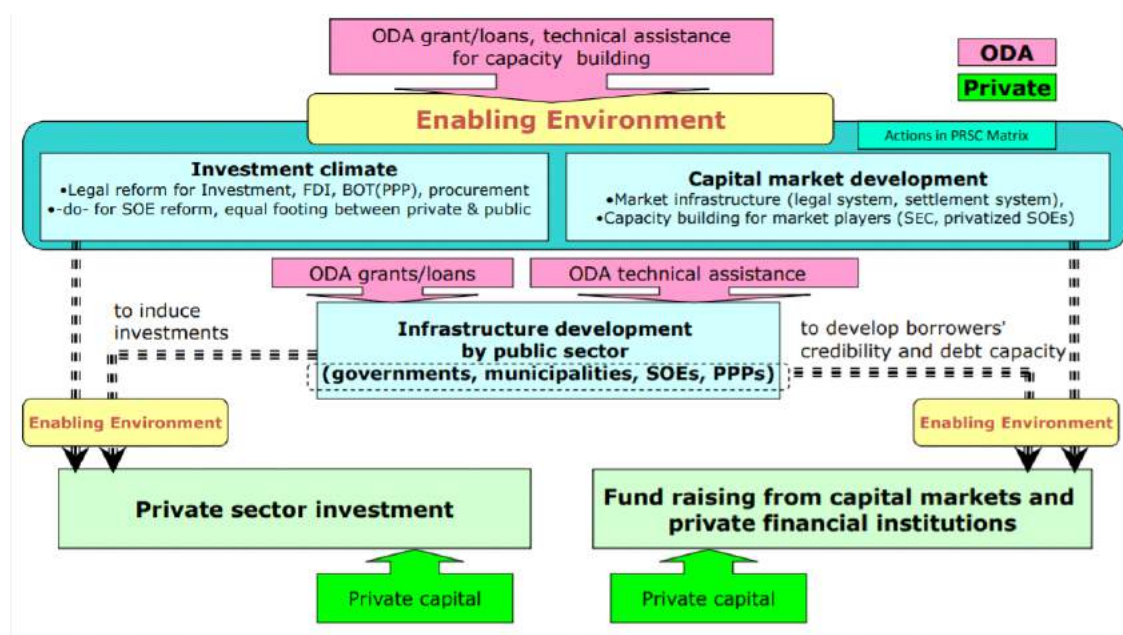 ODA grant/loans, technical assistance
for capacity building
ODA
Private
Enabling Environment
Actions in PRSC Matrix
Investment climate
•Legal reform for Investment, FDI, BOT(PPP), procurement
•-do- for SOE reform, equal footing between private & public
Capital market development
•Market infrastructure (legal system, settlement system),
•Capacity building for market players (SEC, privatized SOEs)
ODA grants/loans
ODA technical assistance
to induce
investments
Infrastructure development
by public sector
(governments, municipalities, SOEs, PPPs)
to develop borrowers'
credibility and debt capacity
Enabling Environment
Enabling Environment
Private sector investment
Fund raising from capital markets and
private financial institutions
Private capital
Private capital